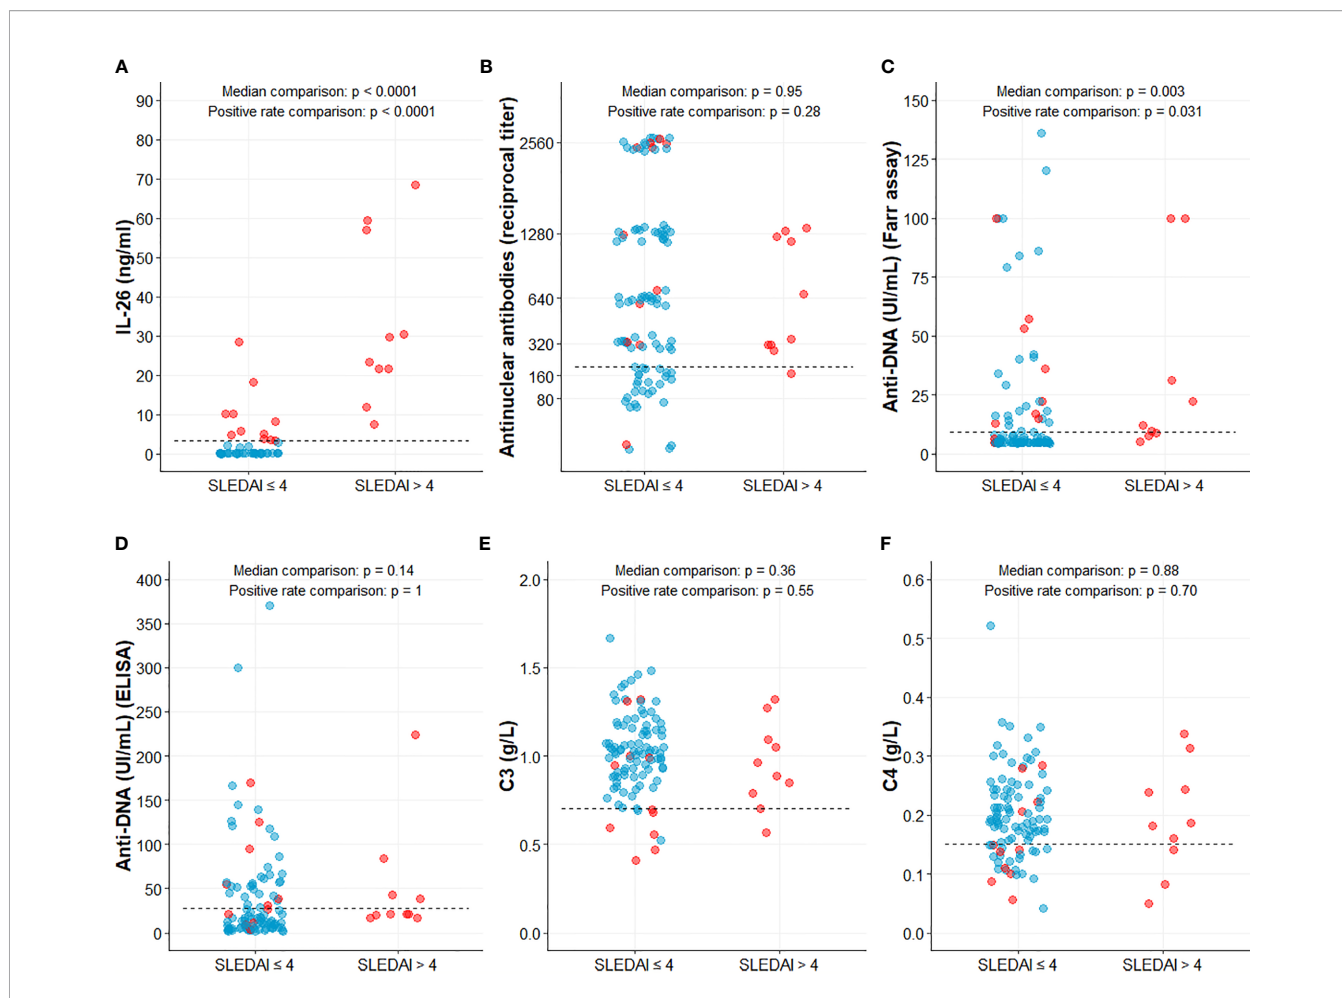 A
Median comparison: p < 0.0001
Positive rate comparison: p < 0.0001
IL-26 (ng/ml)
90
80
70
60
50
40
30
20
10
0
SLEDAI ≤ 4
SLEDAI > 4
B
Median comparison: p = 0.95
Positive rate comparison: p = 0.28
Antinuclear antibodies (reciprocal titer)
2560
1280
640
320
160
80
SLEDAI ≤ 4
SLEDAI > 4
C
Median comparison: p = 0.003
Positive rate comparison: p = 0.031
Anti-DNA (UI/mL) (Farr assay)
150
125
100
75
50
25
0
SLEDAI ≤ 4
SLEDAI > 4
D
Median comparison: p = 0.14
Positive rate comparison: p = 1
Anti-DNA (UI/mL) (ELISA)
400
350
300
250
200
150
100
50
0
SLEDAI ≤ 4
SLEDAI > 4
E
Median comparison: p = 0.36
Positive rate comparison: p = 0.55
C3 (g/L)
2.0
1.5
1.0
0.5
0.0
SLEDAI ≤ 4
SLEDAI > 4
F
Median comparison: p = 0.88
Positive rate comparison: p = 0.70
C4 (g/L)
0.6
0.5
0.4
0.3
0.2
0.1
0.0
SLEDAI ≤ 4
SLEDAI > 4